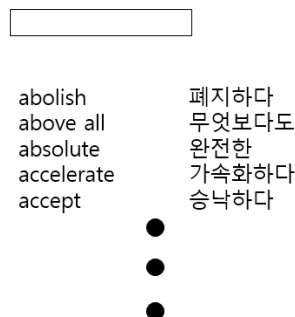 abolish 폐지하다
above all 무엇보다도
absolute 완전한
accelerate 가속화하다
accept 승낙하다